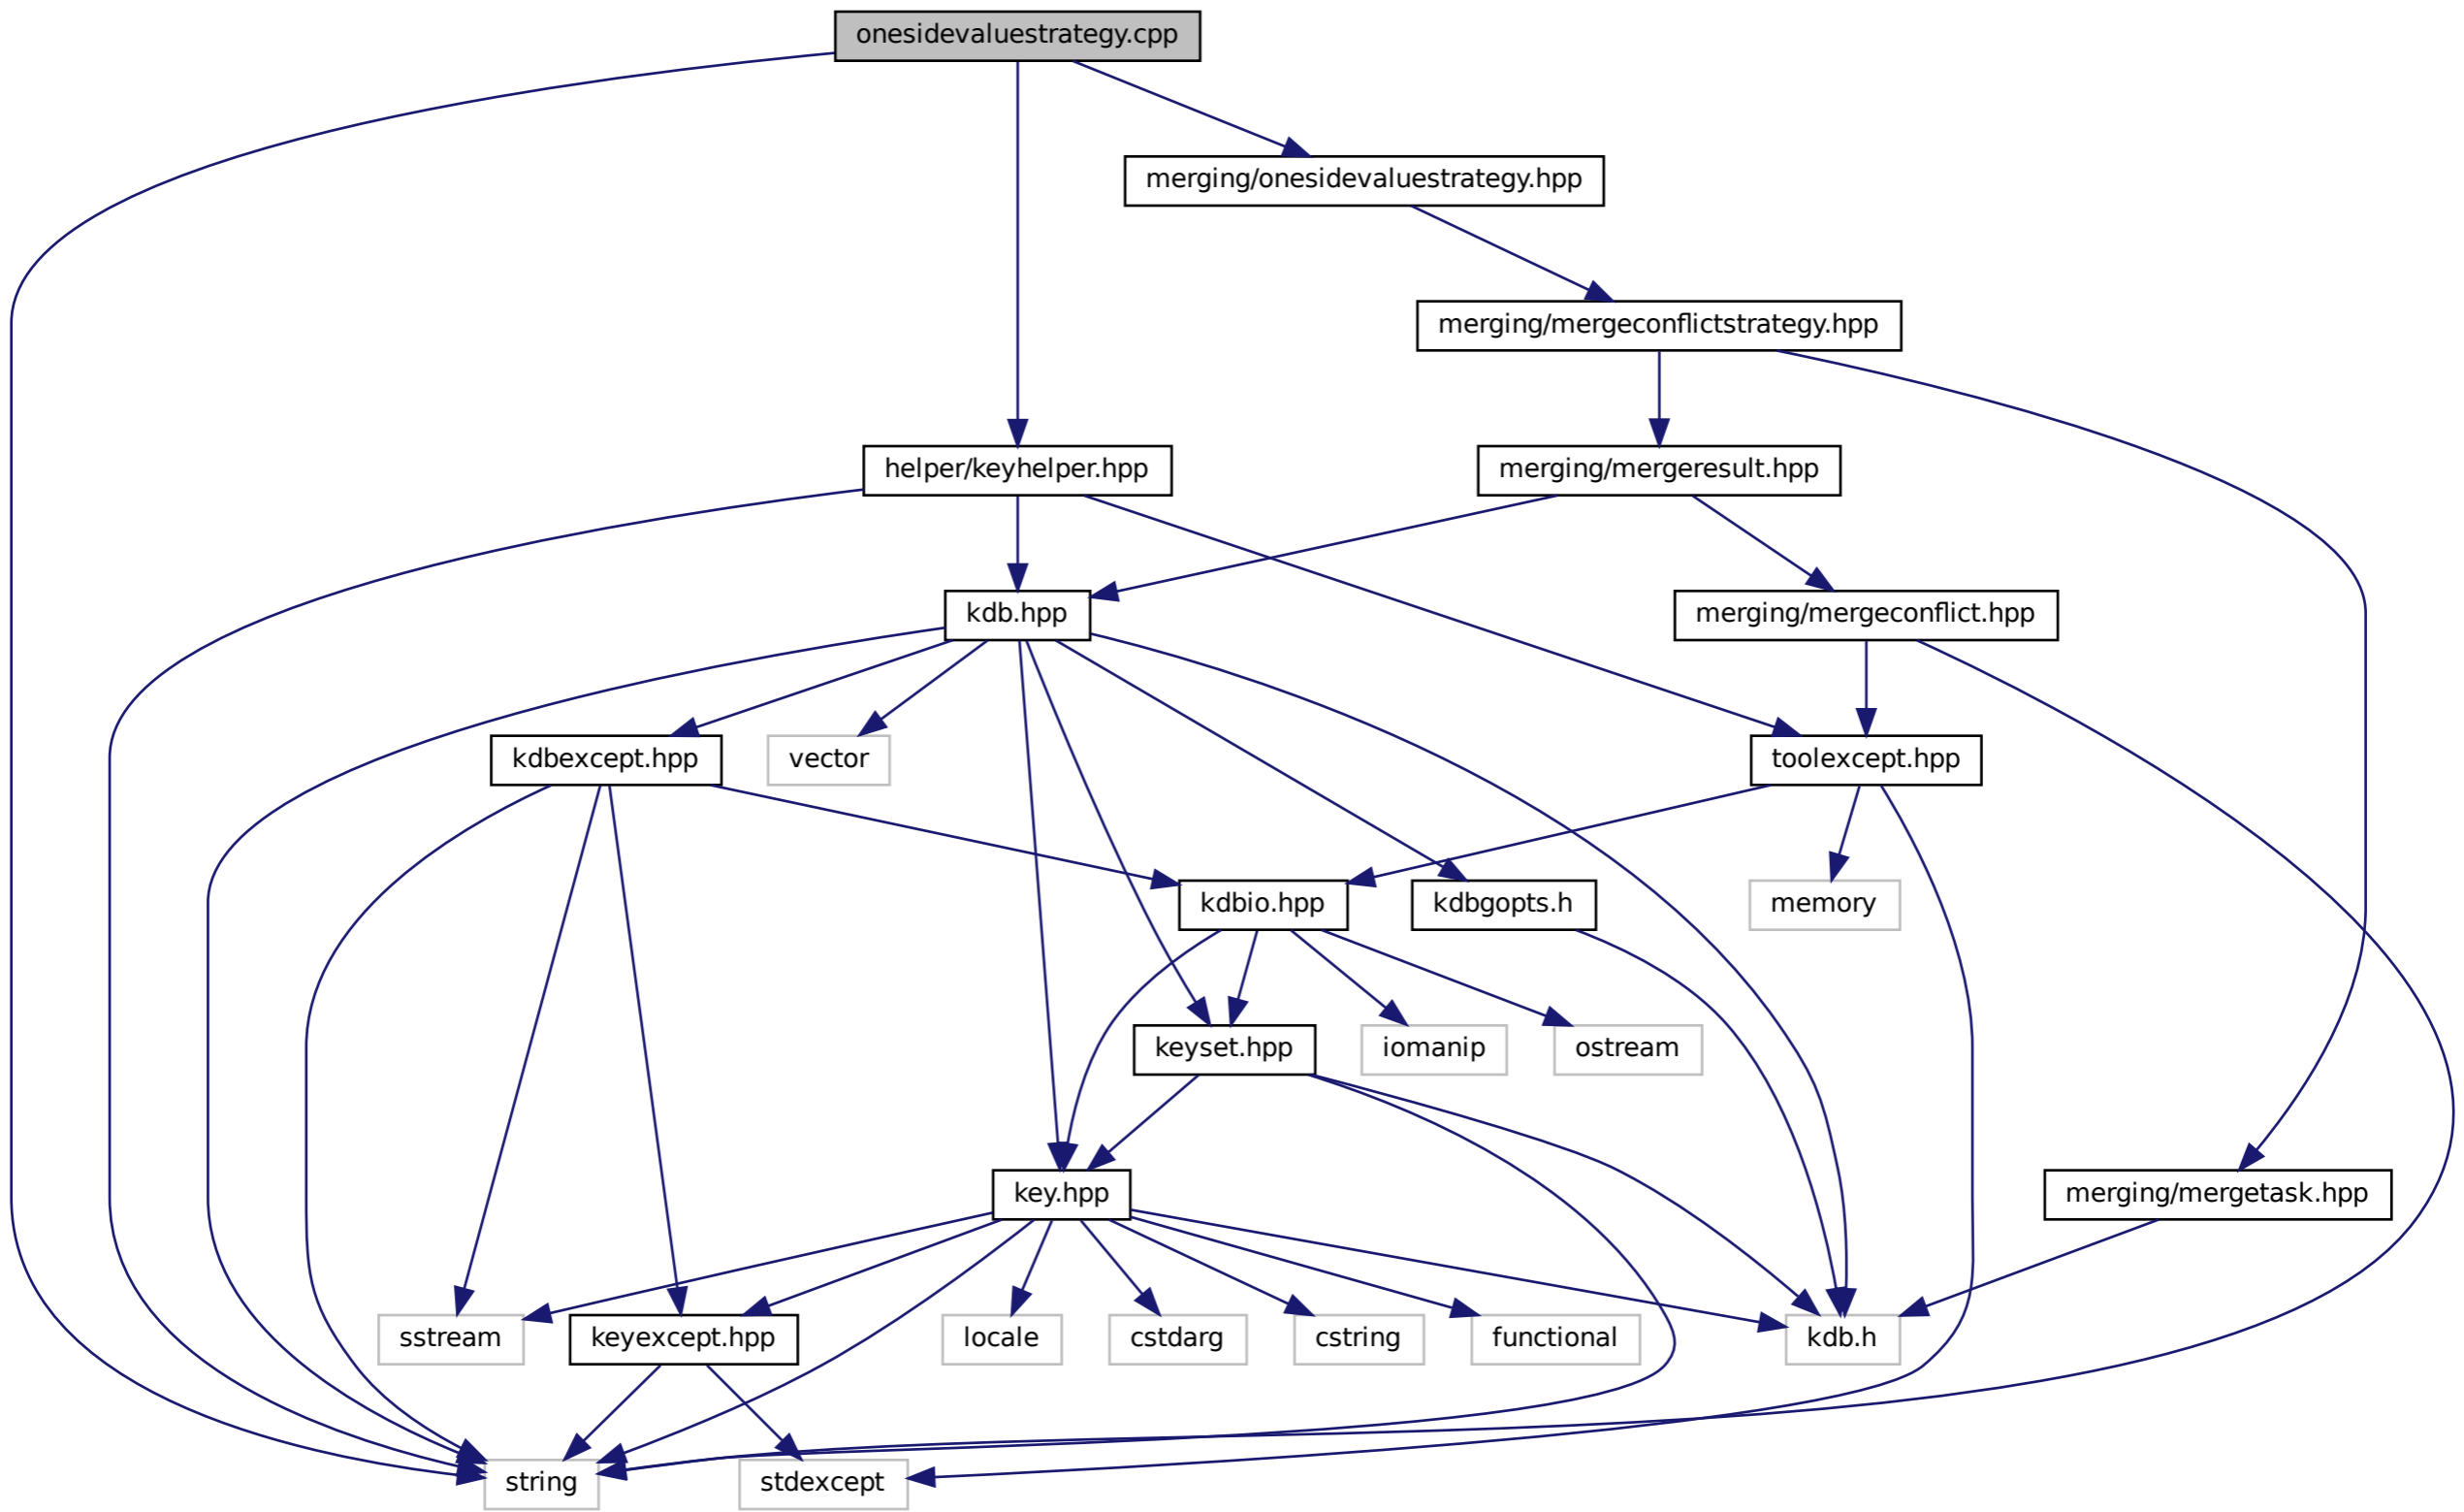 onesidevaluestrategy.cpp
merging/onesidevaluestrategy.hpp
merging/mergeconflictstrategy.hpp
helper/keyhelper.hpp
merging/mergeresult.hpp
kdb.hpp
merging/mergeconflict.hpp
kdbexcept.hpp
vector
toolexcept.hpp
kdbio.hpp
kdbgopts.h
memory
keyset.hpp
iomanip
ostream
key.hpp
merging/mergetask.hpp
sstream
keyexcept.hpp
locale
cstdarg
cstring
functional
kdb.h
string
stdexcept